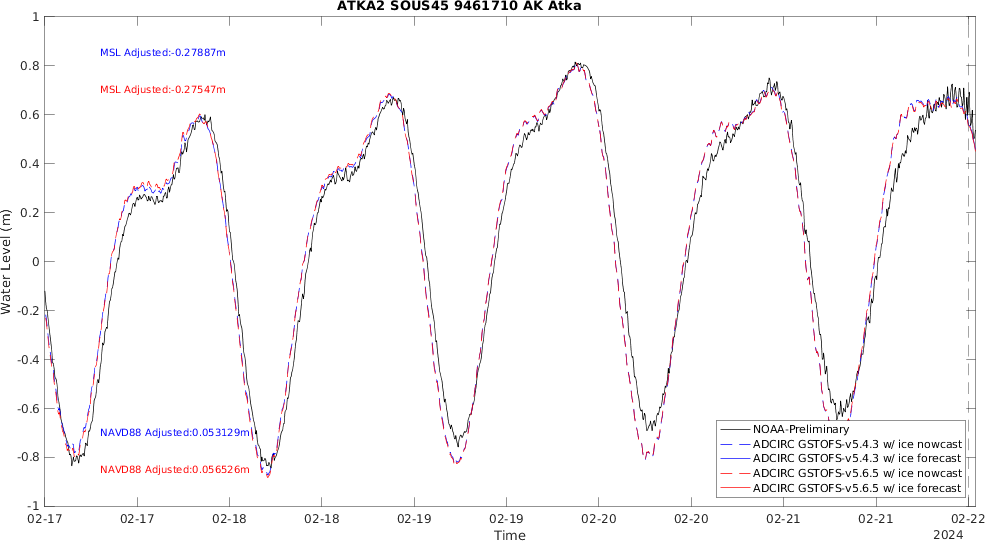 ATKA2 SOUS45 9461710 AK Atka
1
0.8
0.6
0.4
0.2
0
-0.2
-0.4
-0.6
-0.8
-1
Water Level (m)
MSL Adjusted:-0.27887m
MSL Adjusted:-0.27547m
NAVD88 Adjusted:0.053129m
NAVD88 Adjusted:0.056526m
NOAA-Preliminary
ADCIRC GSTOFS-v5.4.3 w/ ice nowcast
ADCIRC GSTOFS-v5.4.3 w/ ice forecast
ADCIRC GSTOFS-v5.6.5 w/ ice nowcast
ADCIRC GSTOFS-v5.6.5 w/ ice forecast
02-17 02-17 02-18 02-18 02-19 02-19 02-20 02-20 02-21 02-21 02-22
Time
2024